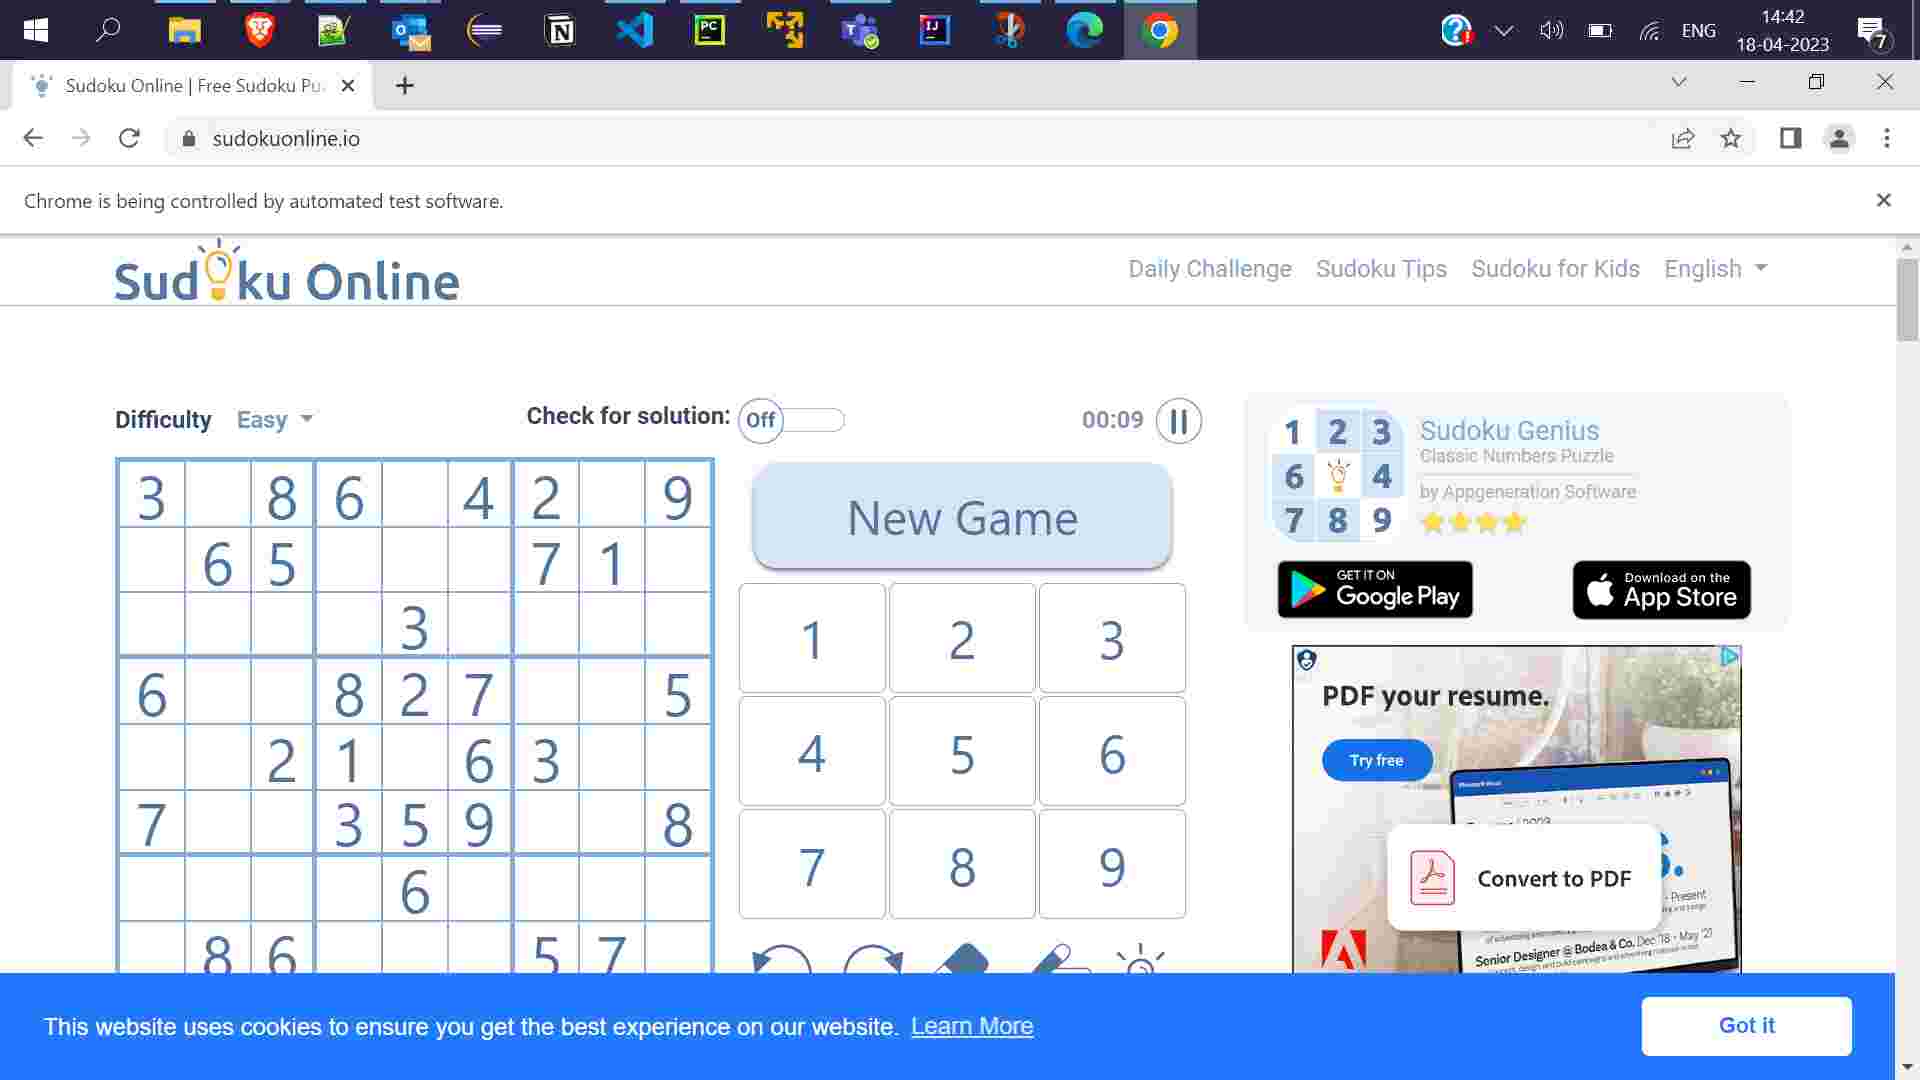 14:42
ENG
18-04-2023
7
Sudoku Online | Free Sudoku Pu
sudokuonline.io
Chrome is being controlled by automated test software.
Sudoku Online
Daily Challenge Sudoku Tips Sudoku for Kids English
Difficulty Easy Check for solution: Off 00:09
3 8 6 4 2 9
6 5 7 1
3
6 8 2 7 5
2 1 6 3
7 3 5 9 8
6
8 6 5 7
New Game
1 2 3
4 5 6
7 8 9
1 2 3
6 4
7 8 9
Sudoku Genius
Classic Numbers Puzzle
by Appgeneration Software
GET IT ON
Google Play
Download on the
App Store
PDF your resume.
Try free
Convert to PDF
- Present
Dec '18 - May '21
Senior Designer @ Bodea & Co.
This website uses cookies to ensure you get the best experience on our website. Learn More
Got it